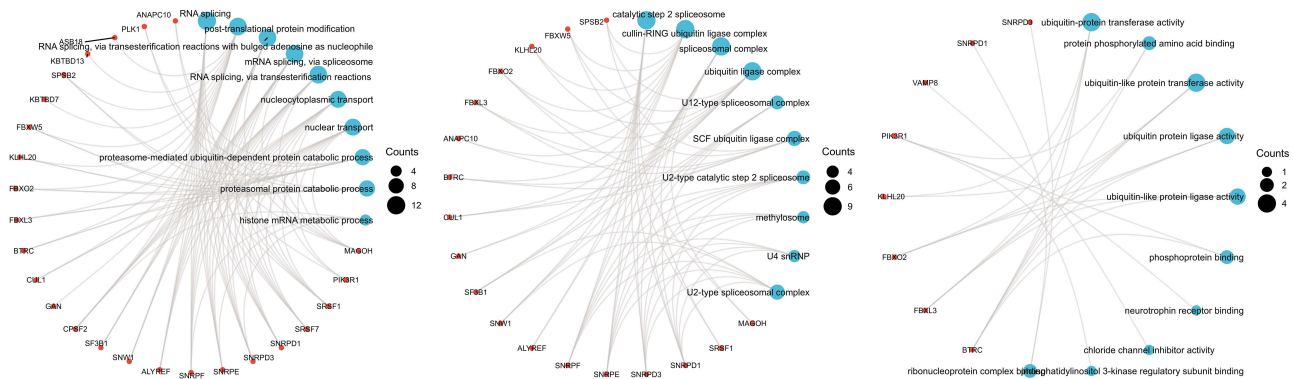 RNA splicing
post-translational protein modification
RNA splicing, via transesterification reactions with bulged adenosine as nucleophile
mRNA splicing, via spliceosome
RNA splicing, via transesterification reactions
nucleocytoplasmic transport
nuclear transport
proteasome-mediated ubiquitin-dependent protein catabolic process
proteasomal protein catabolic process
histone mRNA metabolic process
MAGOH
PIK3R1
SRSF1
SRSF7
SNRPD1
SNRPD3
SNRPE
SNRPF
ALYREF
SNW1
SF3B1
CPSF2
GAN
CUL1
BTRC
FBXL3
FBXO2
KLHL20
FBXW5
KBTBD7
SPSB2
KBTBD13
ASB18
PLK1
ANAPC10
Counts
4
8
12
catalytic step 2 spliceosome
cullin-RING ubiquitin ligase complex
spliceosomal complex
ubiquitin ligase complex
U12-type spliceosomal complex
SCF ubiquitin ligase complex
U2-type catalytic step 2 spliceosome
methylosome
U4 snRNP
U2-type spliceosomal complex
MAGOH
SRSF1
SNRPD1
SNRPD3
SNRPE
SNRPF
ALYREF
SNW1
SF3B1
GAN
CUL1
BTRC
ANAPC10
FBXL3
FBXO2
KLHL20
FBXW5
SPSB2
Counts
4
6
9
ubiquitin-protein transferase activity
protein phosphorylated amino acid binding
ubiquitin-like protein transferase activity
ubiquitin protein ligase activity
ubiquitin-like protein ligase activity
phosphoprotein binding
neurotrophin receptor binding
chloride channel inhibitor activity
phosphatidylinositol 3-kinase regulatory subunit binding
ribonucleoprotein complex binding
BTRC
FBXL3
FBXO2
KLHL20
PIK3R1
VAMP8
SNRPD1
SNRPD3
Counts
1
2
4